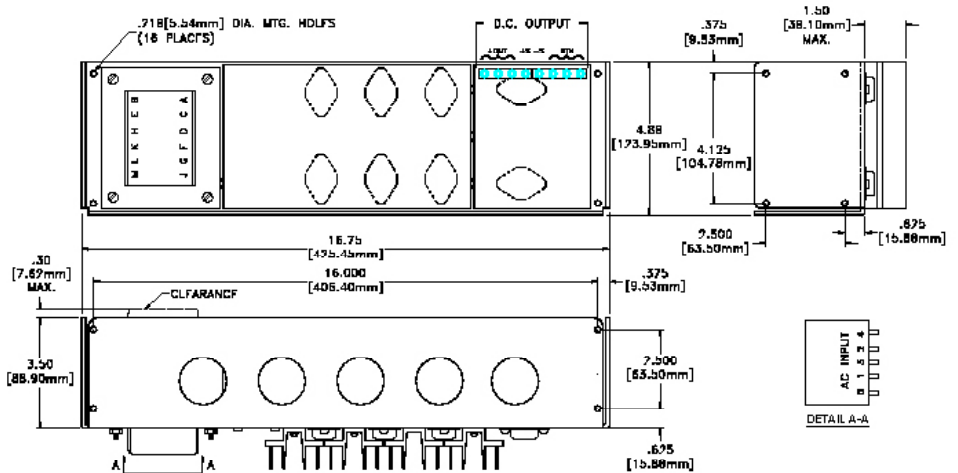 .218[5.54mm] DIA. MTG. HOLES
(16 PLACES)
D.C. OUTPUT
.375
[9.53mm]
1.50
[38.10mm]
MAX.
M L K H E B
J G F D C A
4.88
[123.95mm]
4.125
[104.78mm]
2.500
[63.50mm]
.625
[15.88mm]
16.75
[425.45mm]
.30
[7.62mm]
MAX.
16.000
[406.40mm]
.375
[9.53mm]
CLEARANCE
3.50
[88.90mm]
2.500
[63.50mm]
AC INPUT
DETAIL A-A
A
A
.625
[15.88mm]